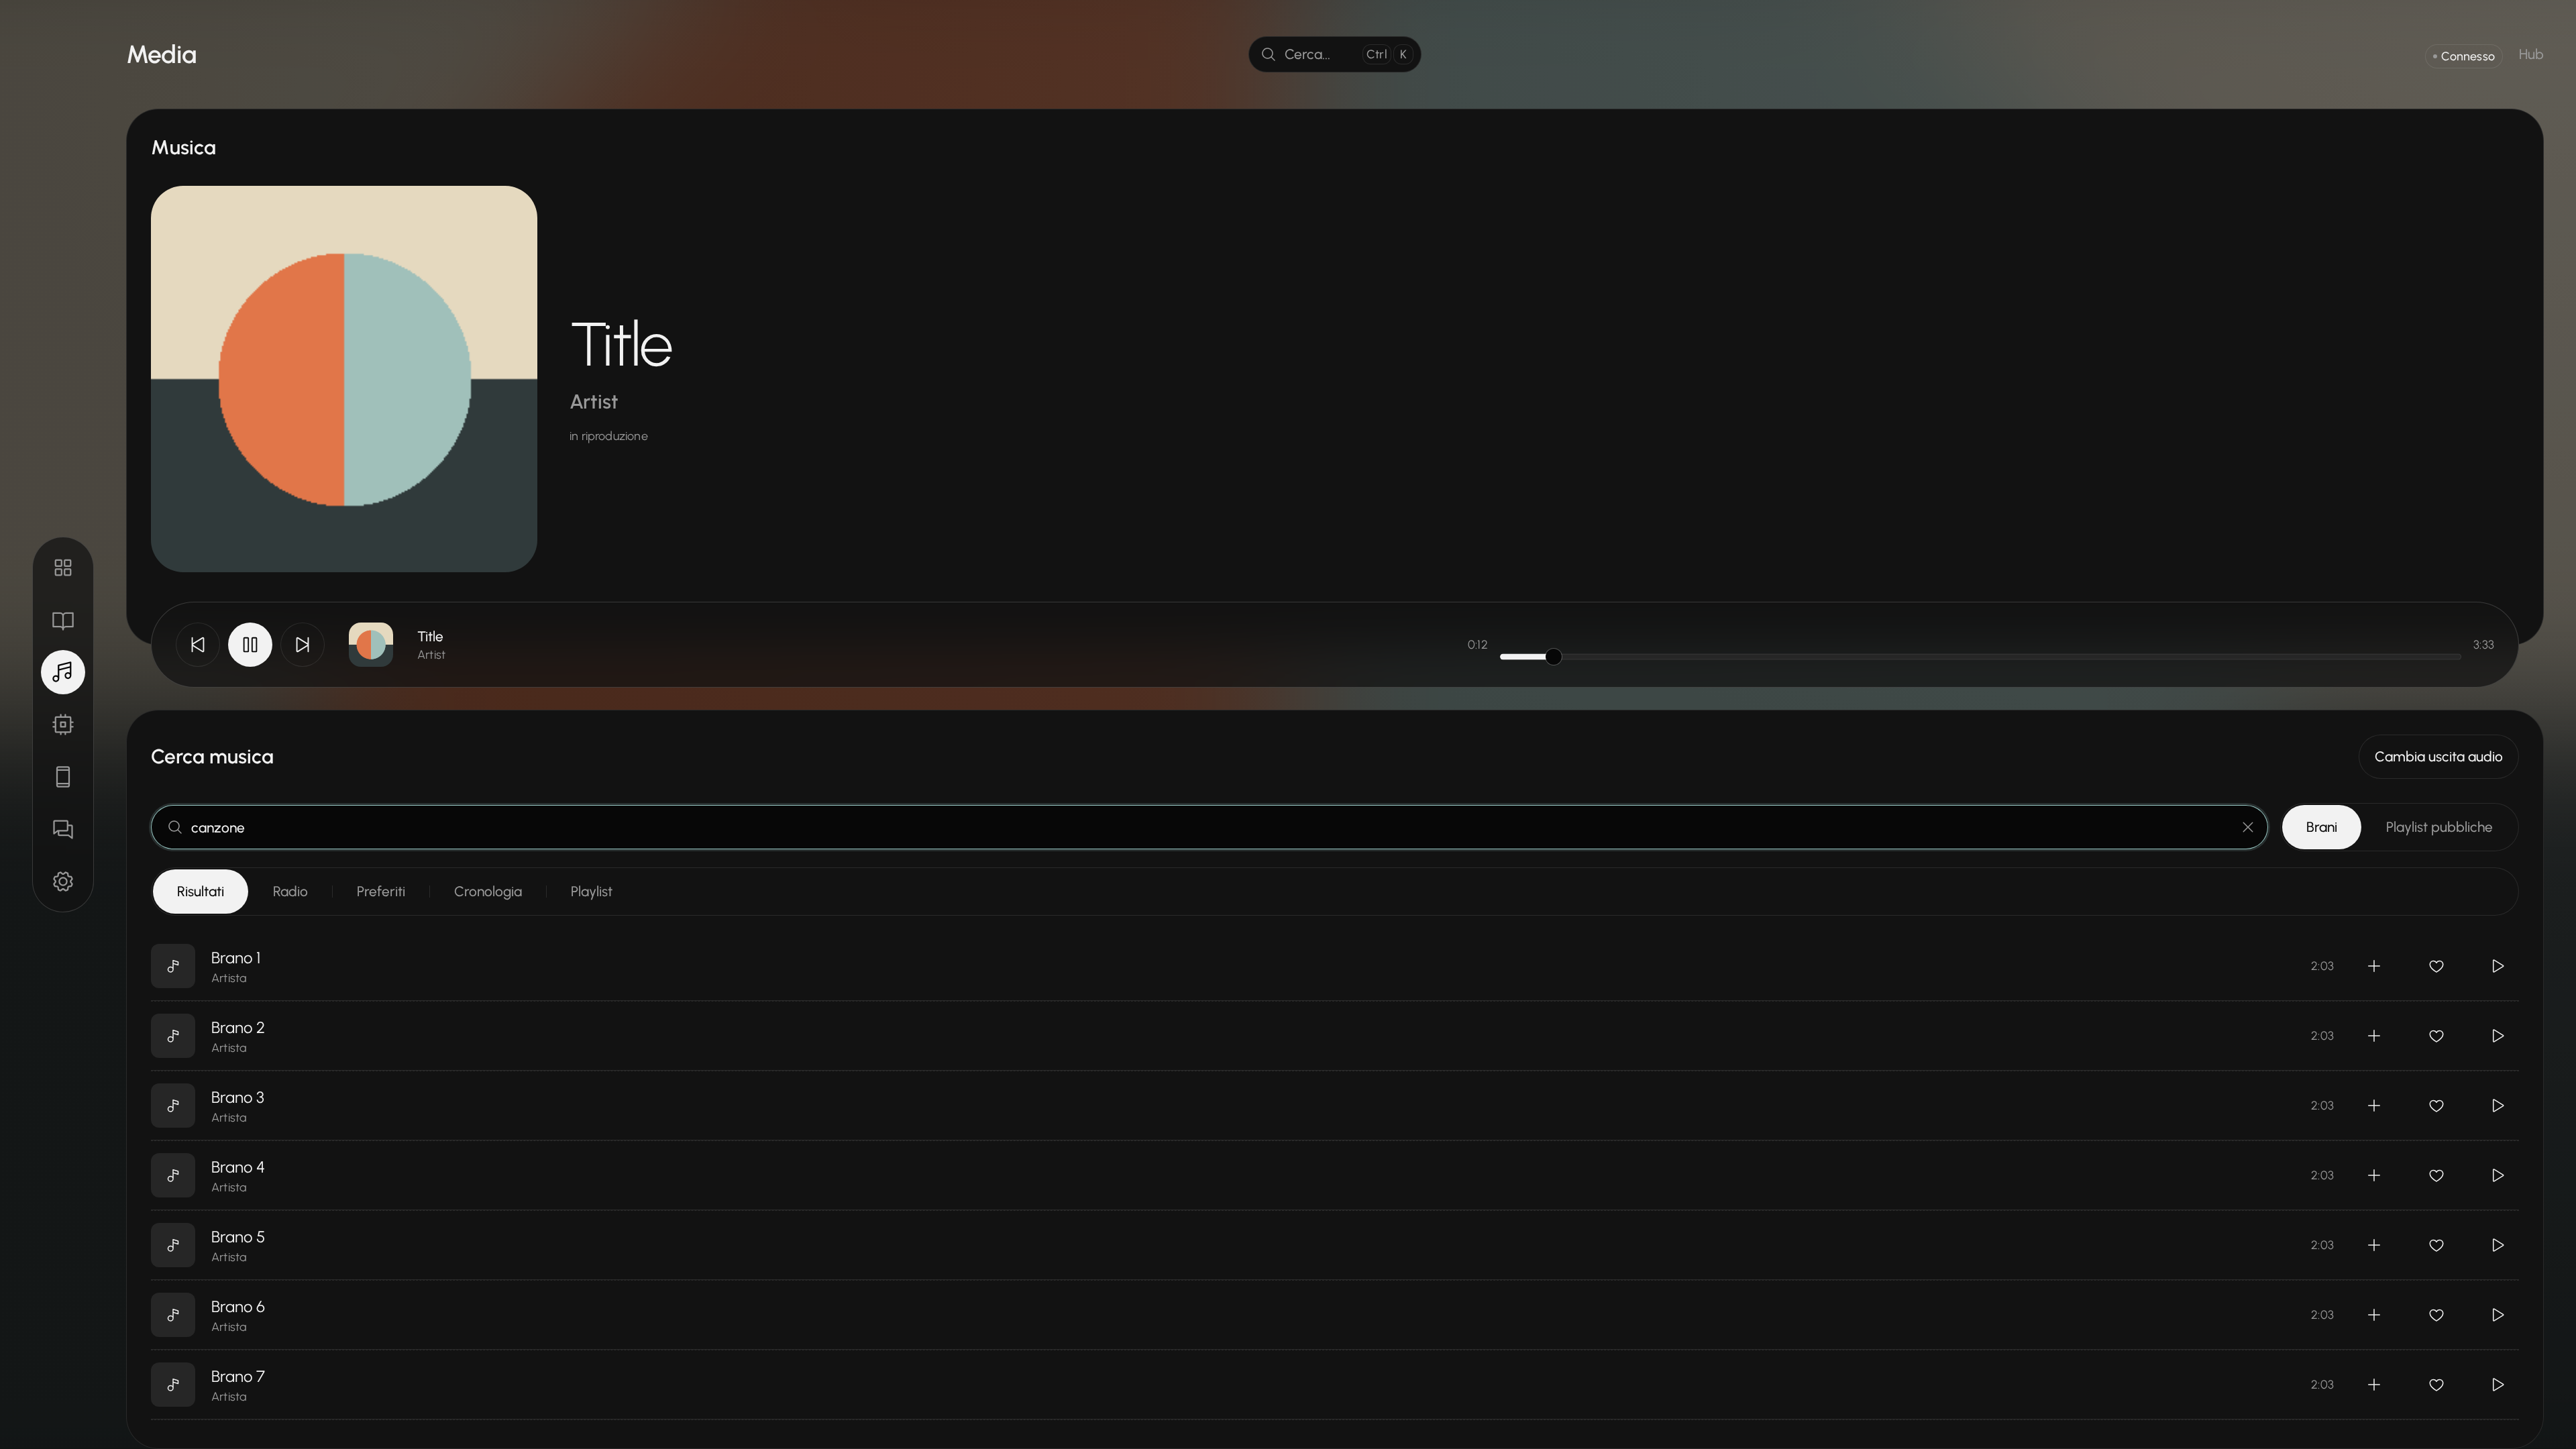 Media
Cerca...
Ctrl K
Connesso
Hub
Musica
Title
Artist
in riproduzione
Title
Artist
0:12
3:33
Cerca musica
Cambia uscita audio
canzone
Brani
Playlist pubbliche
Risultati
Radio
Preferiti
Cronologia
Playlist
Brano 1
Artista
2:03
Brano 2
Artista
2:03
Brano 3
Artista
2:03
Brano 4
Artista
2:03
Brano 5
Artista
2:03
Brano 6
Artista
2:03
Brano 7
Artista
2:03